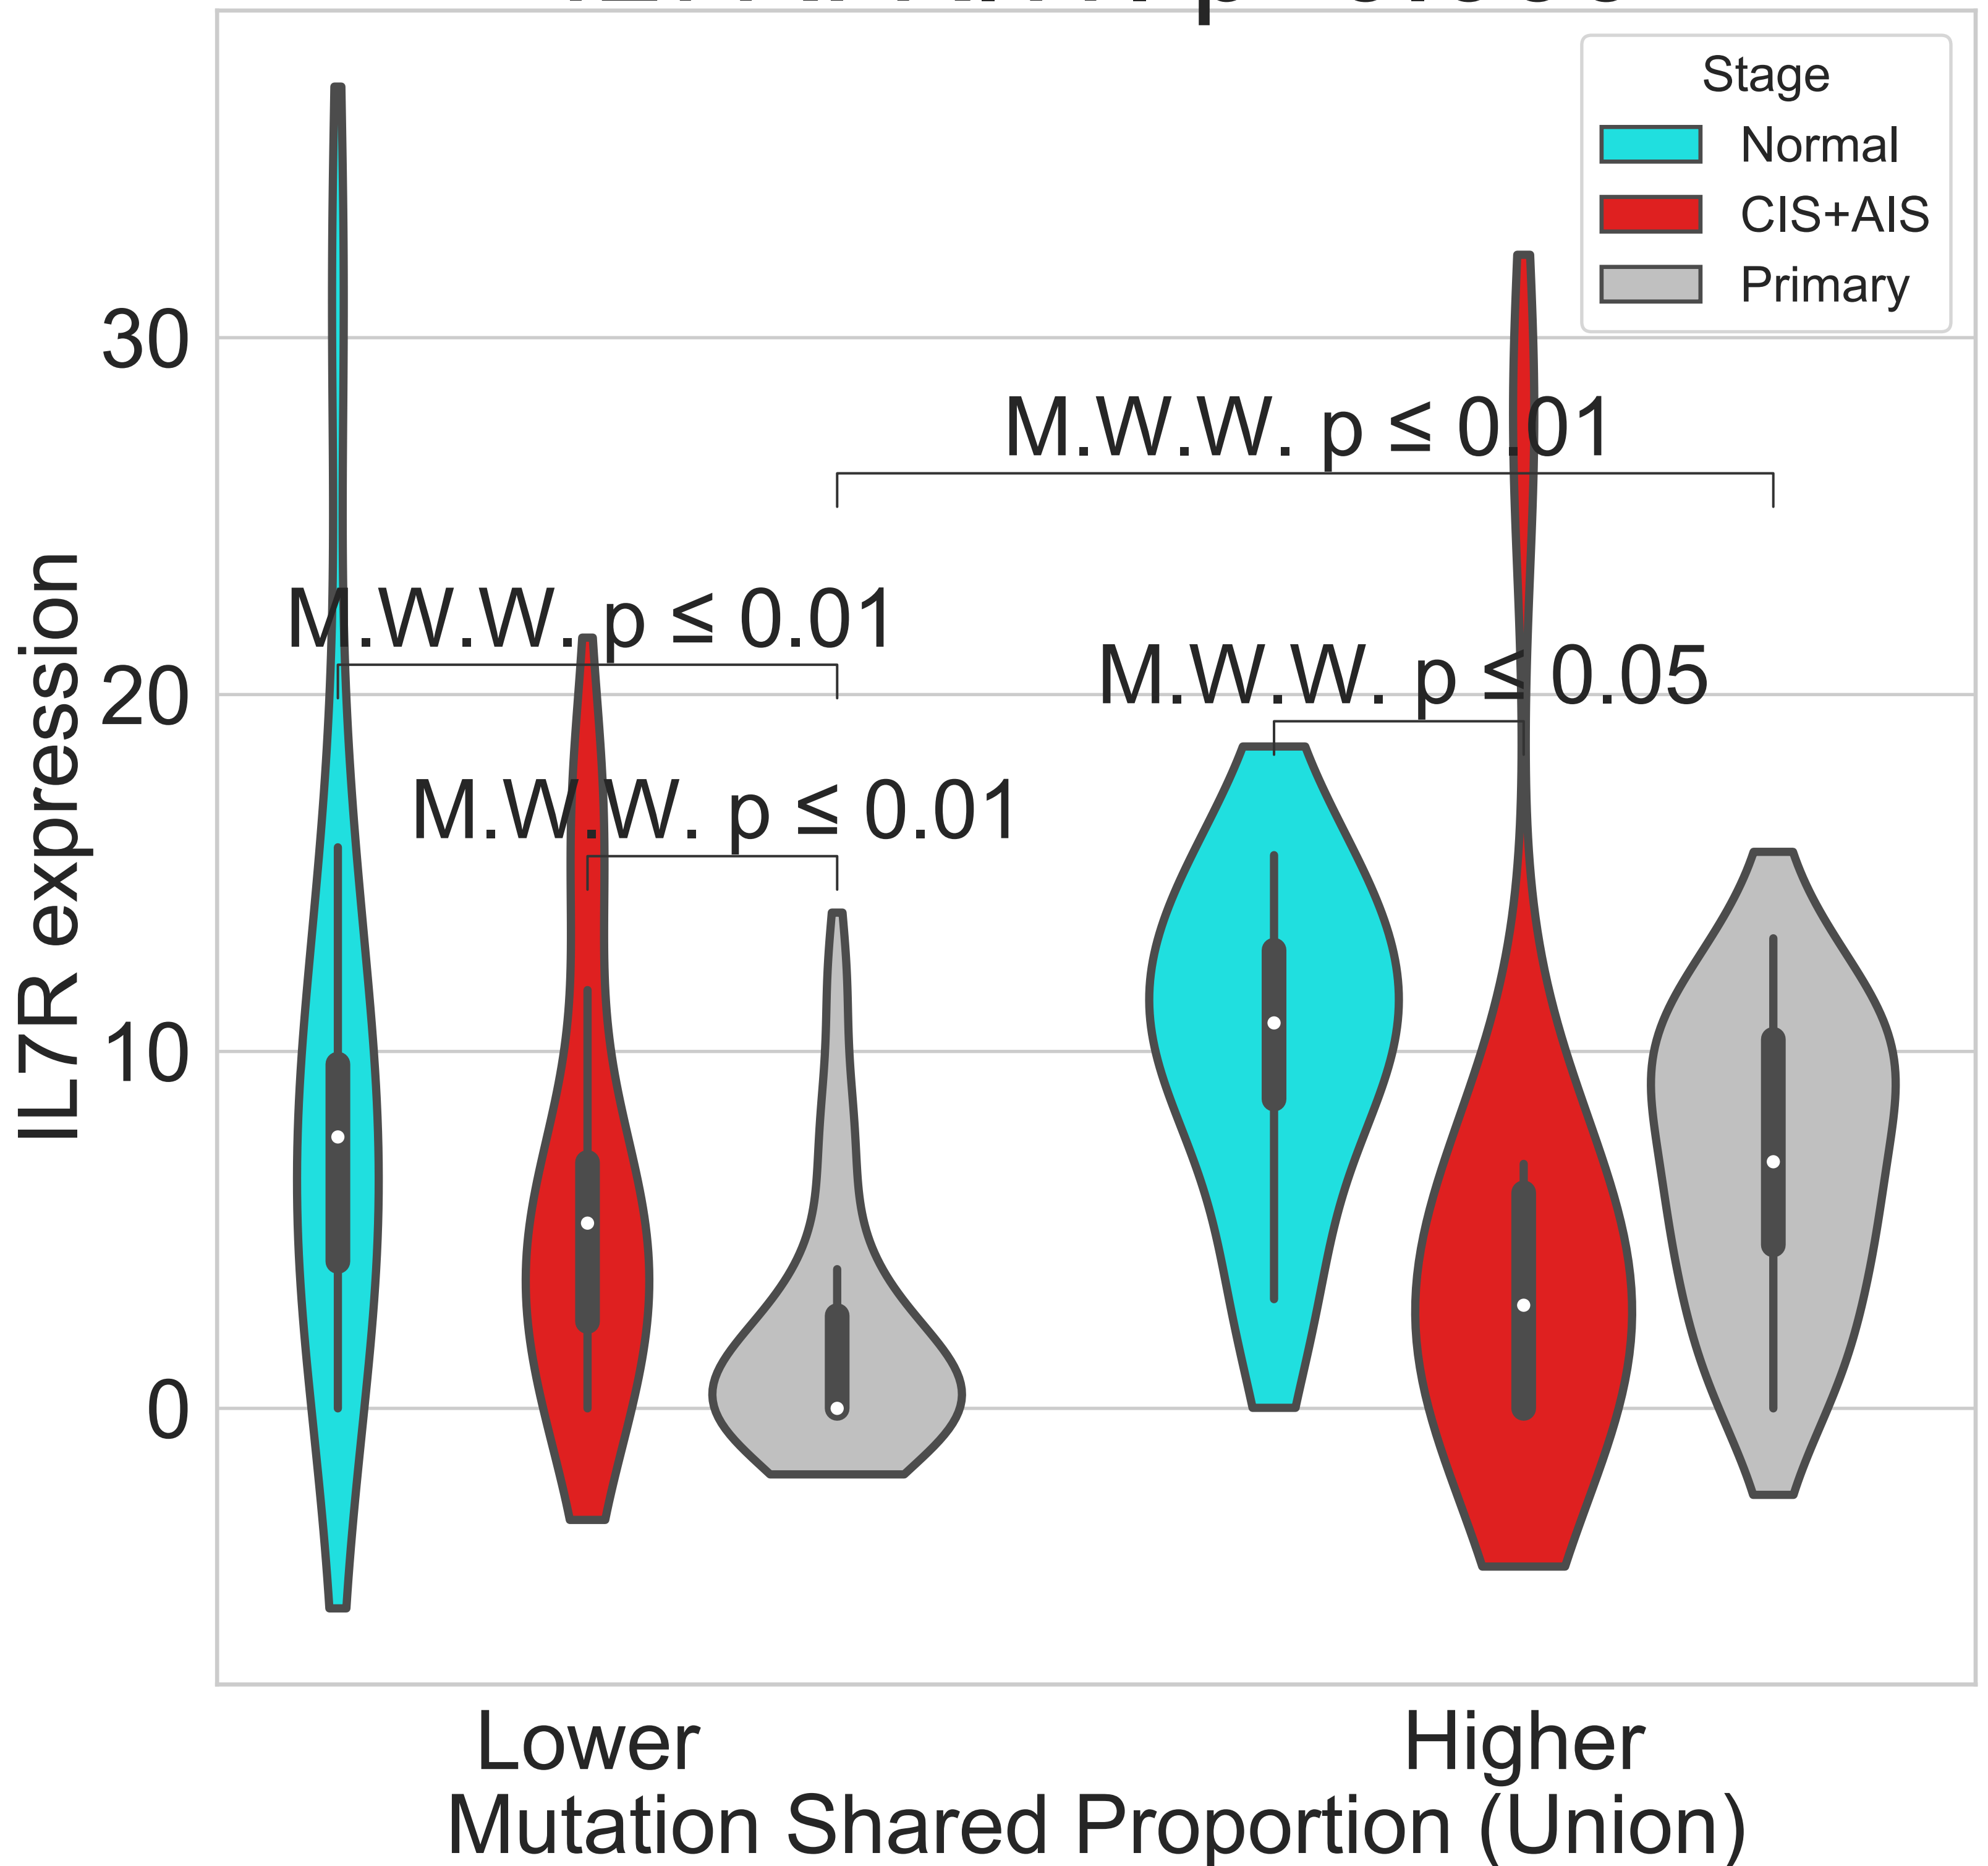 Stage
Normal
CIS+AIS
Primary
30
M.W.W. p ≤ 0.01
M.W.W. p ≤ 0.01
M.W.W. p ≤ 0.05
20
M.W.W. p ≤ 0.01
10
0
IL7R expression
Lower
Higher
Mutation Shared Proportion (Union)